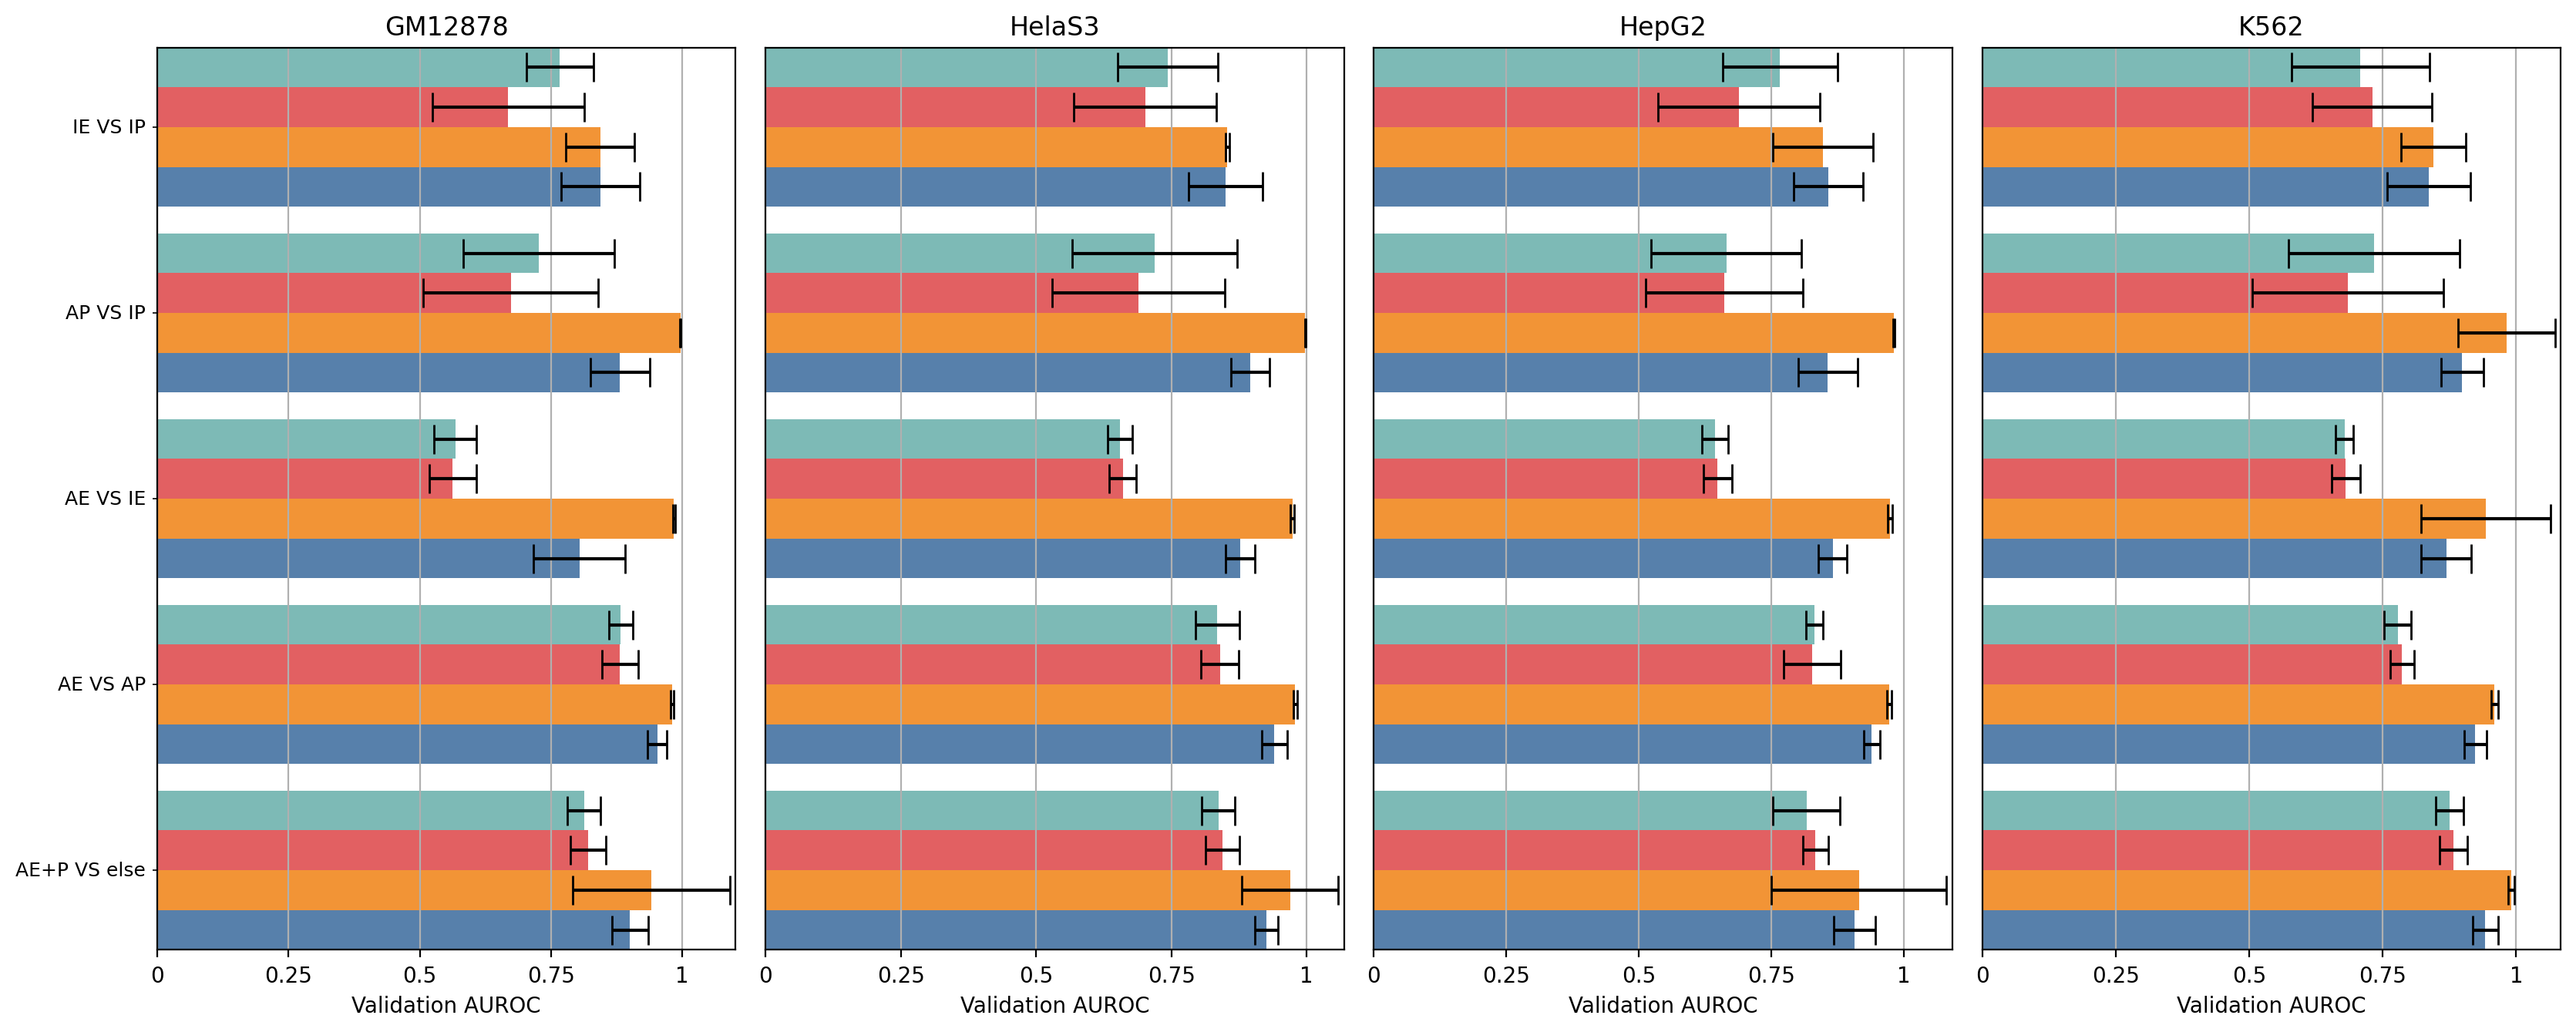 GM12878 HelaS3 HepG2 K562
IE VS IP
AP VS IP
AE VS IE
AE VS AP
AE+P VS else
0 0.25 0.5 0.75 1 0 0.25 0.5 0.75 1 0 0.25 0.5 0.75 1 0 0.25 0.5 0.75 1
Validation AUROC Validation AUROC Validation AUROC Validation AUROC